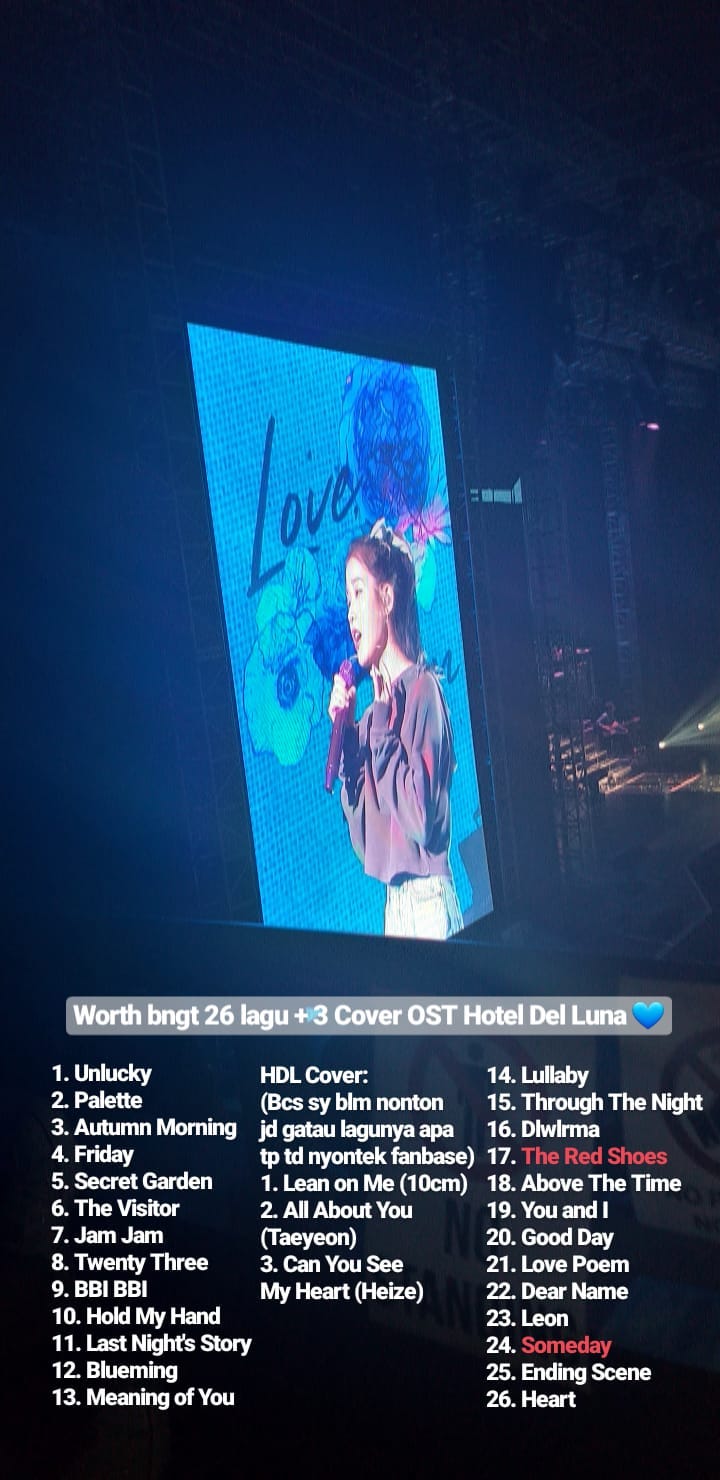 Love
Worth bngt 26 lagu + 3 Cover OST Hotel Del Luna 💙
1. Unlucky
2. Palette
3. Autumn Morning
4. Friday
5. Secret Garden
6. The Visitor
7. Jam Jam
8. Twenty Three
9. BBI BBI
10. Hold My Hand
11. Last Night's Story
12. Blueming
13. Meaning of You
HDL Cover:
(Bcs sy blm nonton
jd gatau lagunya apa
tp td nyontek fanbase)
1. Lean on Me (10cm)
2. All About You
(Taeyeon)
3. Can You See
My Heart (Heize)
14. Lullaby
15. Through The Night
16. Dlwlrma
17. The Red Shoes
18. Above The Time
19. You and I
20. Good Day
21. Love Poem
22. Dear Name
23. Leon
24. Someday
25. Ending Scene
26. Heart
NO